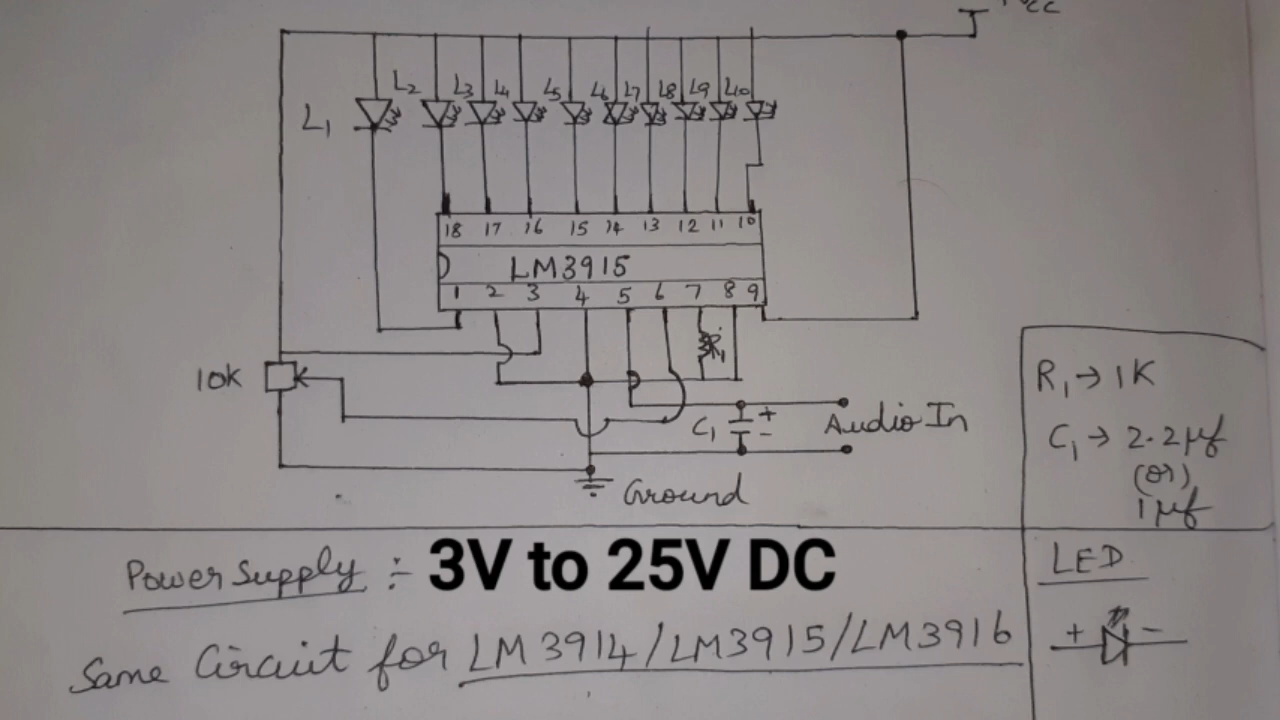 Vcc
L1 L2 L3 L4 L5 L6 L7 L8 L9 L10
18 17 16 15 14 13 12 11 10
LM3915
1 2 3 4 5 6 7 8 9
R1
10K
C1 + -
Audio In
Ground
R1 → 1K
C1 → 2.2µf
(or)
1µf
Power Supply :- 3V to 25V DC
Same Circuit for LM3914/LM3915/LM3916
LED
+ -